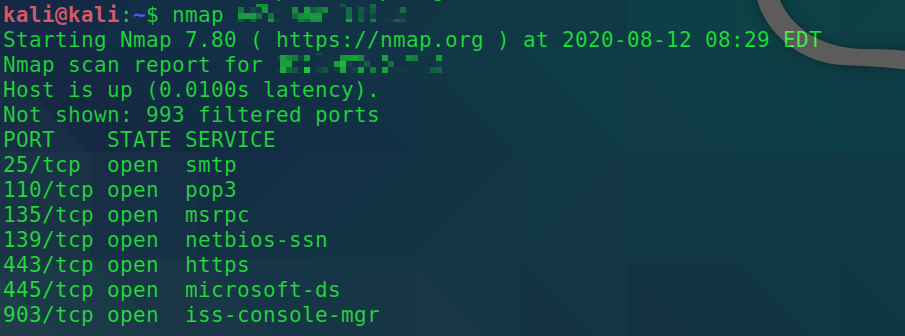 kali@kali:~$ nmap
Starting Nmap 7.80 ( https://nmap.org ) at 2020-08-12 08:29 EDT
Nmap scan report for
Host is up (0.0100s latency).
Not shown: 993 filtered ports
PORT    STATE SERVICE
25/tcp  open  smtp
110/tcp open  pop3
135/tcp open  msrpc
139/tcp open  netbios-ssn
443/tcp open  https
445/tcp open  microsoft-ds
903/tcp open  iss-console-mgr